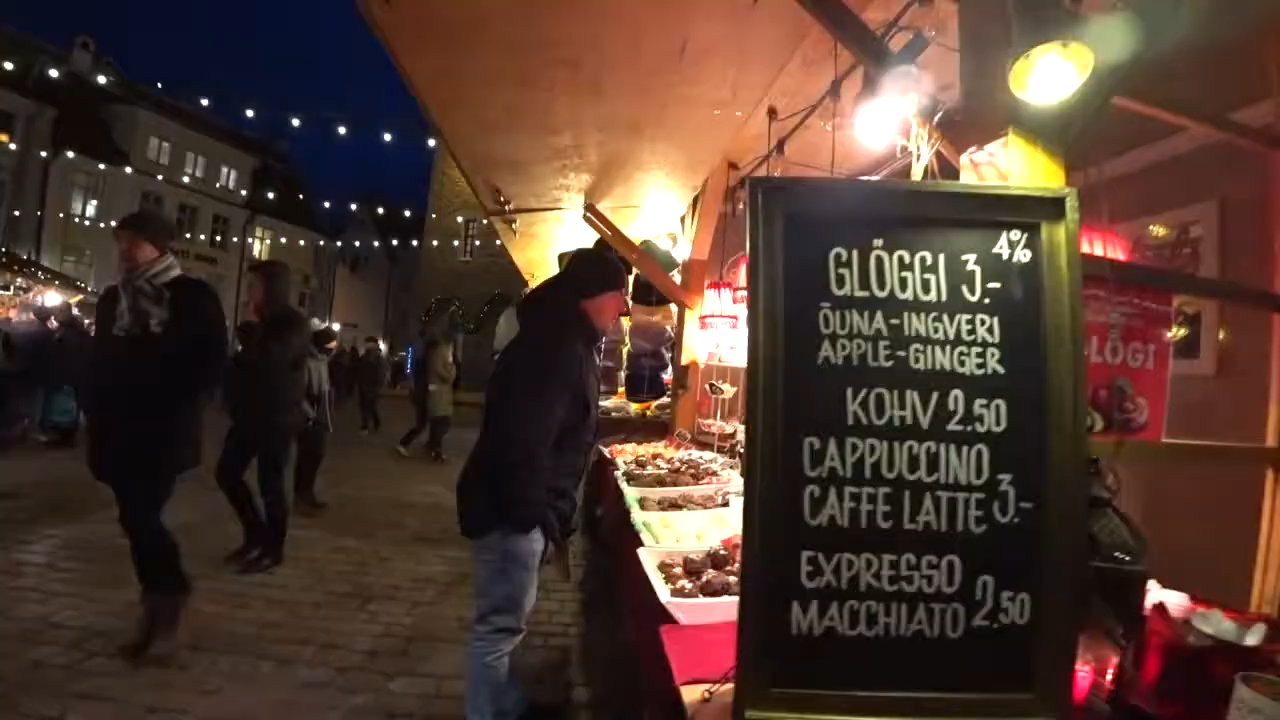 4%
GLÖGGI 3.-
ÕUNA-INGVERI
APPLE-GINGER
KOHV 2.50
CAPPUCCINO
CAFFE LATTE 3.-
EXPRESSO
MACCHIATO 2.50
LÖGI